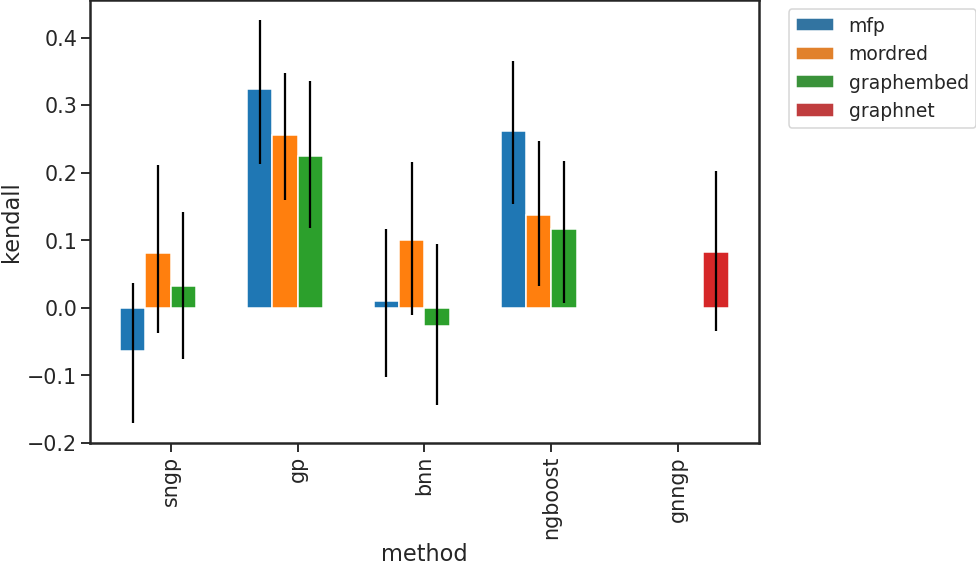 kendall
0.4
0.3
0.2
0.1
0.0
−0.1
−0.2
sngp
gp
bnn
ngboost
gnngp
method
mfp
mordred
graphembed
graphnet